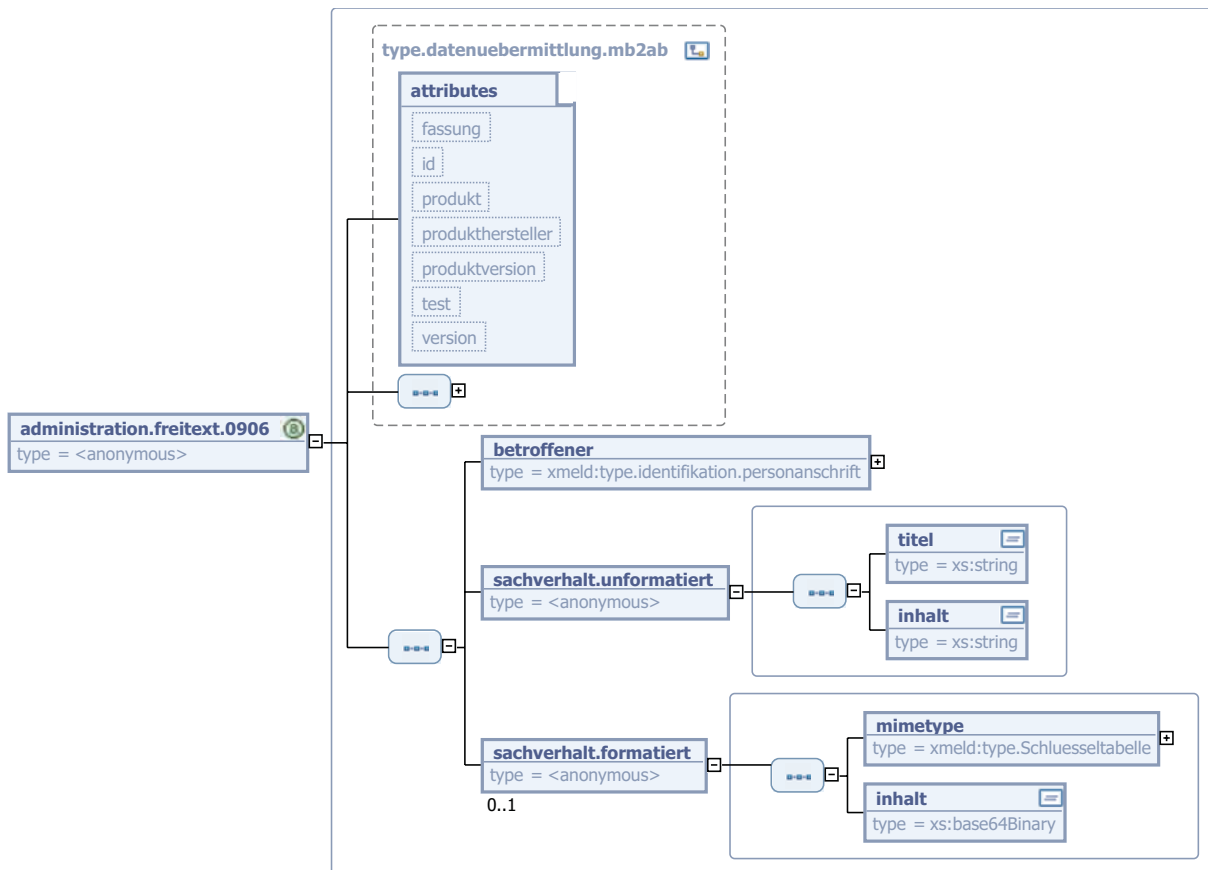 type.datenuebermittlung.mb2ab
attributes
fassung
id
produkt
produkthersteller
produktversion
test
version
administration.freitext.0906
type = <anonymous>
betroffener
type = xmeld:type.identifikation.personanschrift
sachverhalt.unformatiert
type = <anonymous>
titel
type = xs:string
inhalt
type = xs:string
sachverhalt.formatiert
type = <anonymous>
0..1
mimetype
type = xmeld:type.Schluesseltabelle
inhalt
type = xs:base64Binary